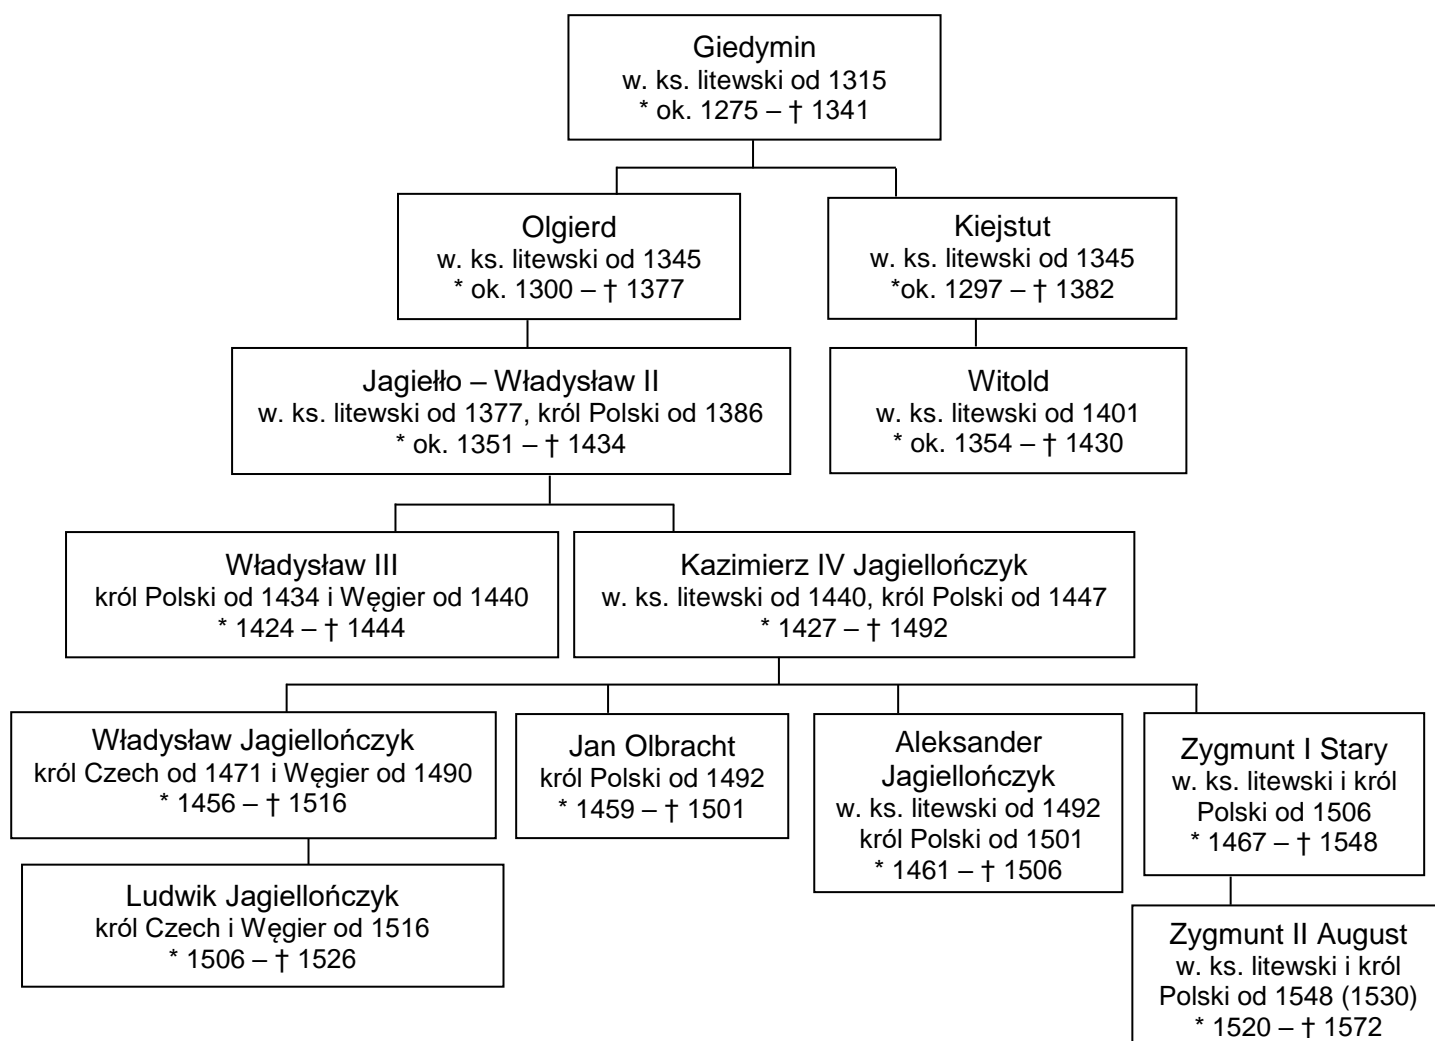 Giedymin
w. ks. litewski od 1315
* ok. 1275 – † 1341
Olgierd
w. ks. litewski od 1345
* ok. 1300 – † 1377
Kiejstut
w. ks. litewski od 1345
*ok. 1297 – † 1382
Jagiełło – Władysław II
w. ks. litewski od 1377, król Polski od 1386
* ok. 1351 – † 1434
Witold
w. ks. litewski od 1401
* ok. 1354 – † 1430
Władysław III
król Polski od 1434 i Węgier od 1440
* 1424 – † 1444
Kazimierz IV Jagiellończyk
w. ks. litewski od 1440, król Polski od 1447
* 1427 – † 1492
Władysław Jagiellończyk
król Czech od 1471 i Węgier od 1490
* 1456 – † 1516
Jan Olbracht
król Polski od 1492
* 1459 – † 1501
Aleksander
Jagiellończyk
w. ks. litewski od 1492
król Polski od 1501
* 1461 – † 1506
Zygmunt I Stary
w. ks. litewski i król
Polski od 1506
* 1467 – † 1548
Ludwik Jagiellończyk
król Czech i Węgier od 1516
* 1506 – † 1526
Zygmunt II August
w. ks. litewski i król
Polski od 1548 (1530)
* 1520 – † 1572